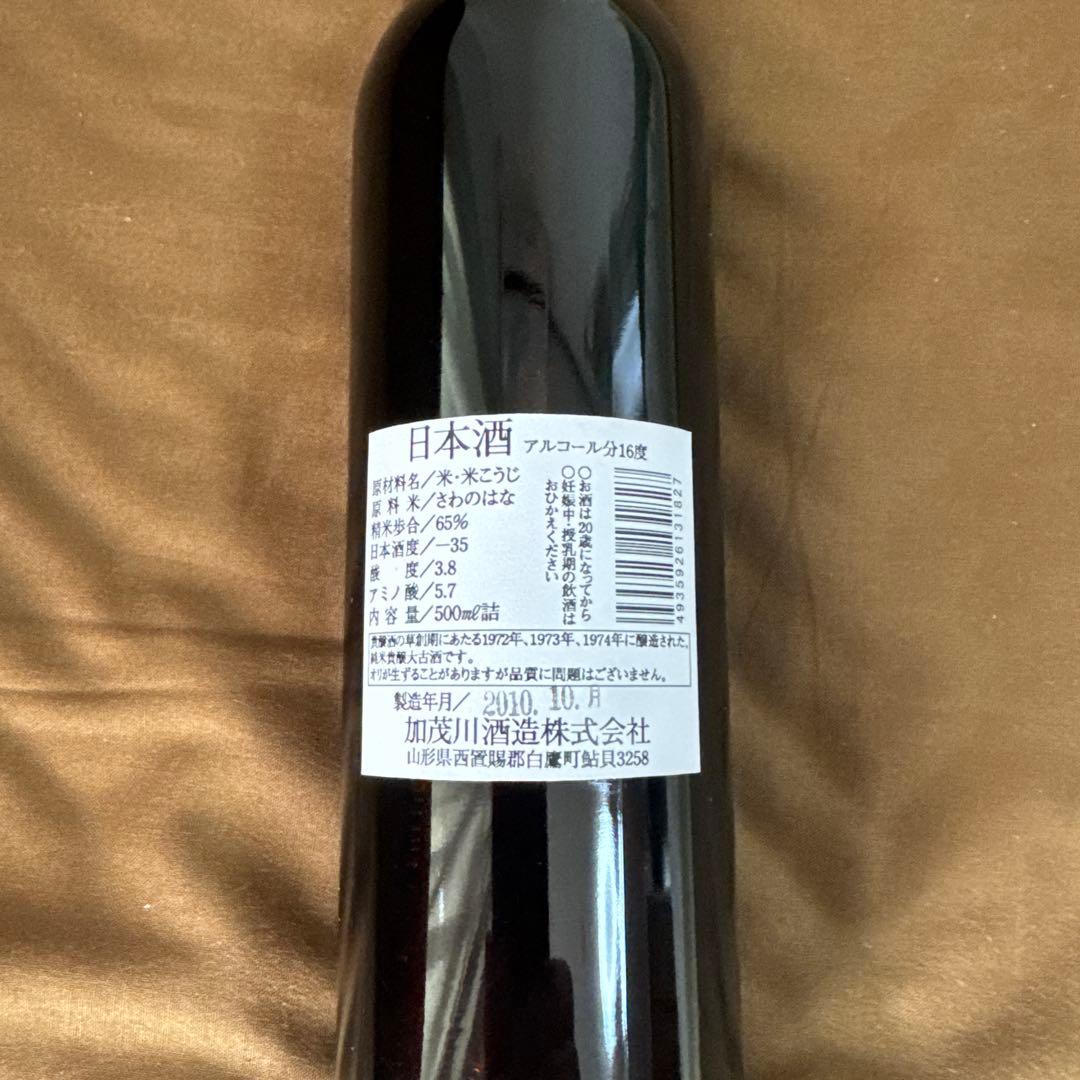 日本酒 アルコール分16度
原材料名／米・米こうじ
原料米／さわのはな
精米歩合／65%
日本酒度／−35
酸度／3.8
アミノ酸／5.7
内容量／500㎖詰
○お酒は20歳になってから
○妊娠中・授乳期の飲酒は
おひかえください
4935926131827
貴醸酒の草創期にあたる1972年、1973年、1974年に醸造された、
純米貴醸大古酒です。
オリが生ずることがありますが品質に問題はございません。
製造年月／ 2010.10.月
加茂川酒造株式会社
山形県西置賜郡白鷹町鮎貝3258